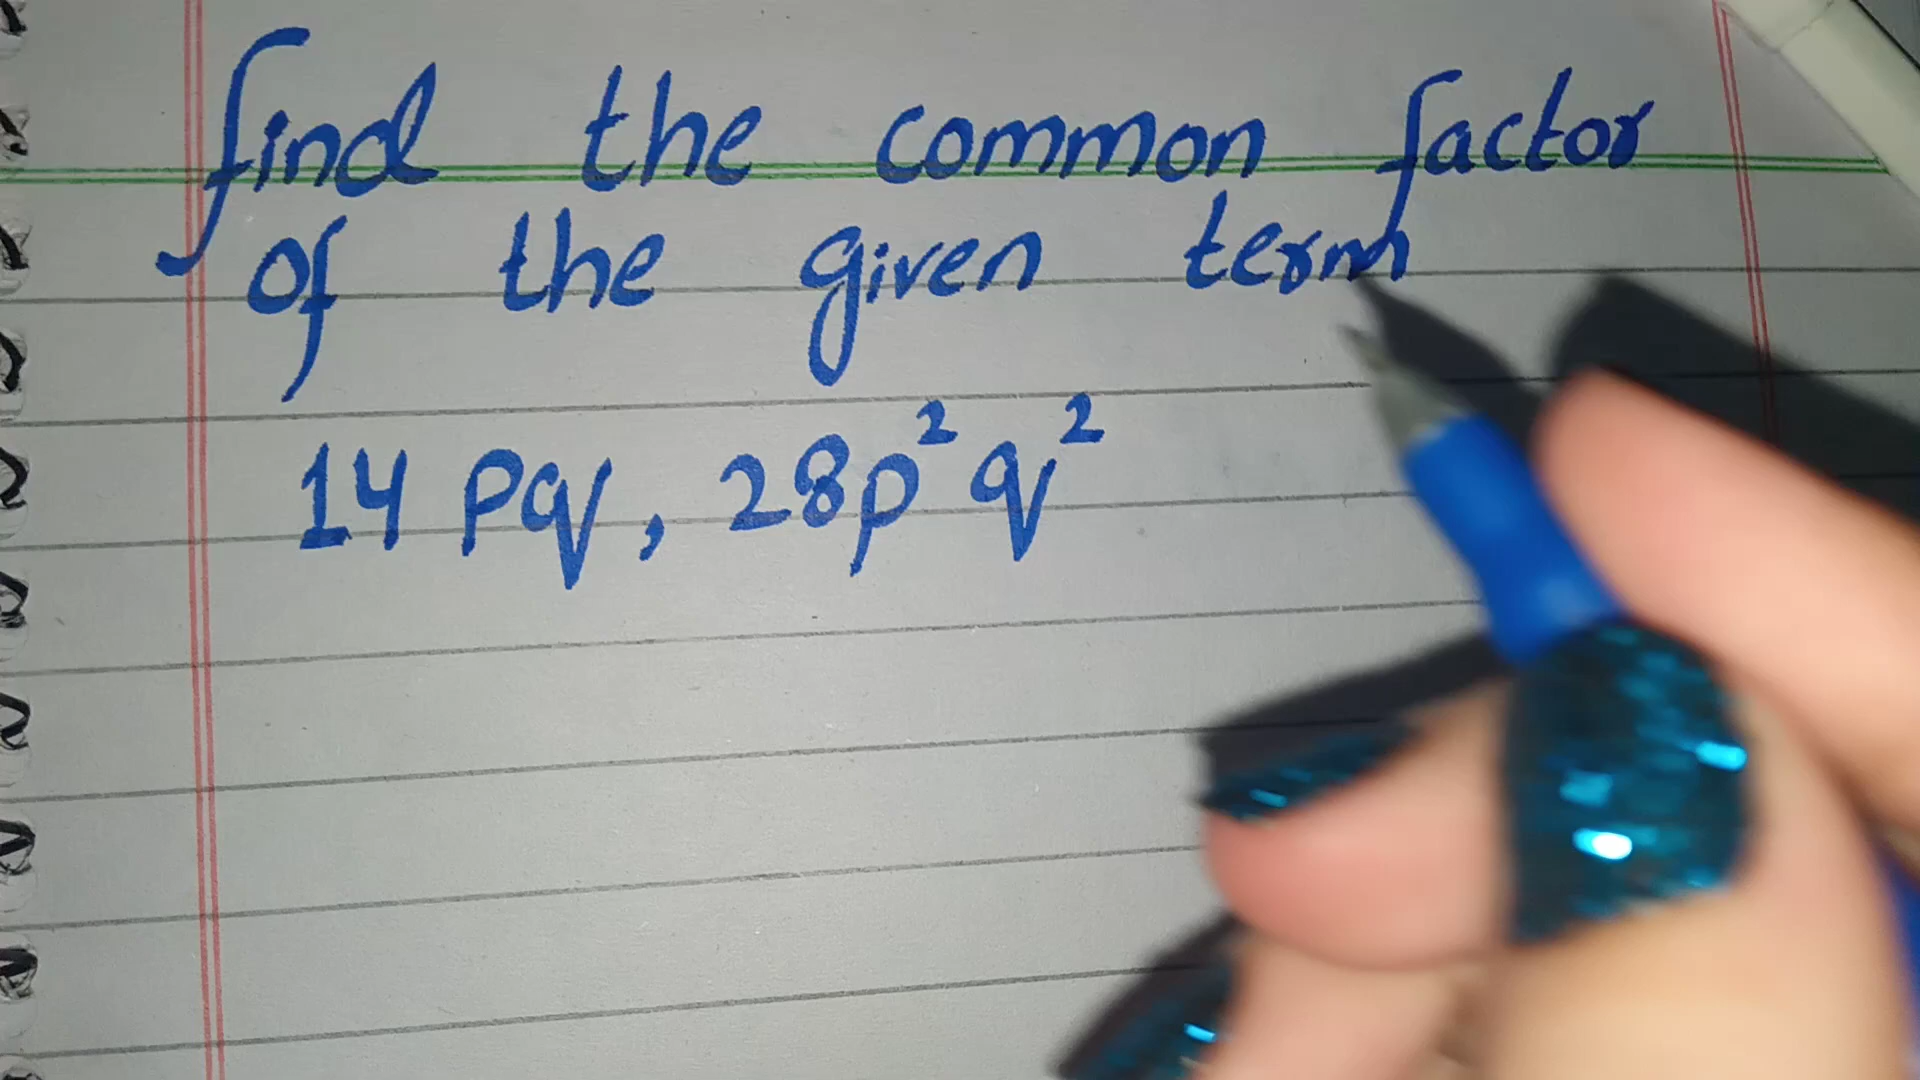 find the common factor
of the given term
14 pq, 28p²q²